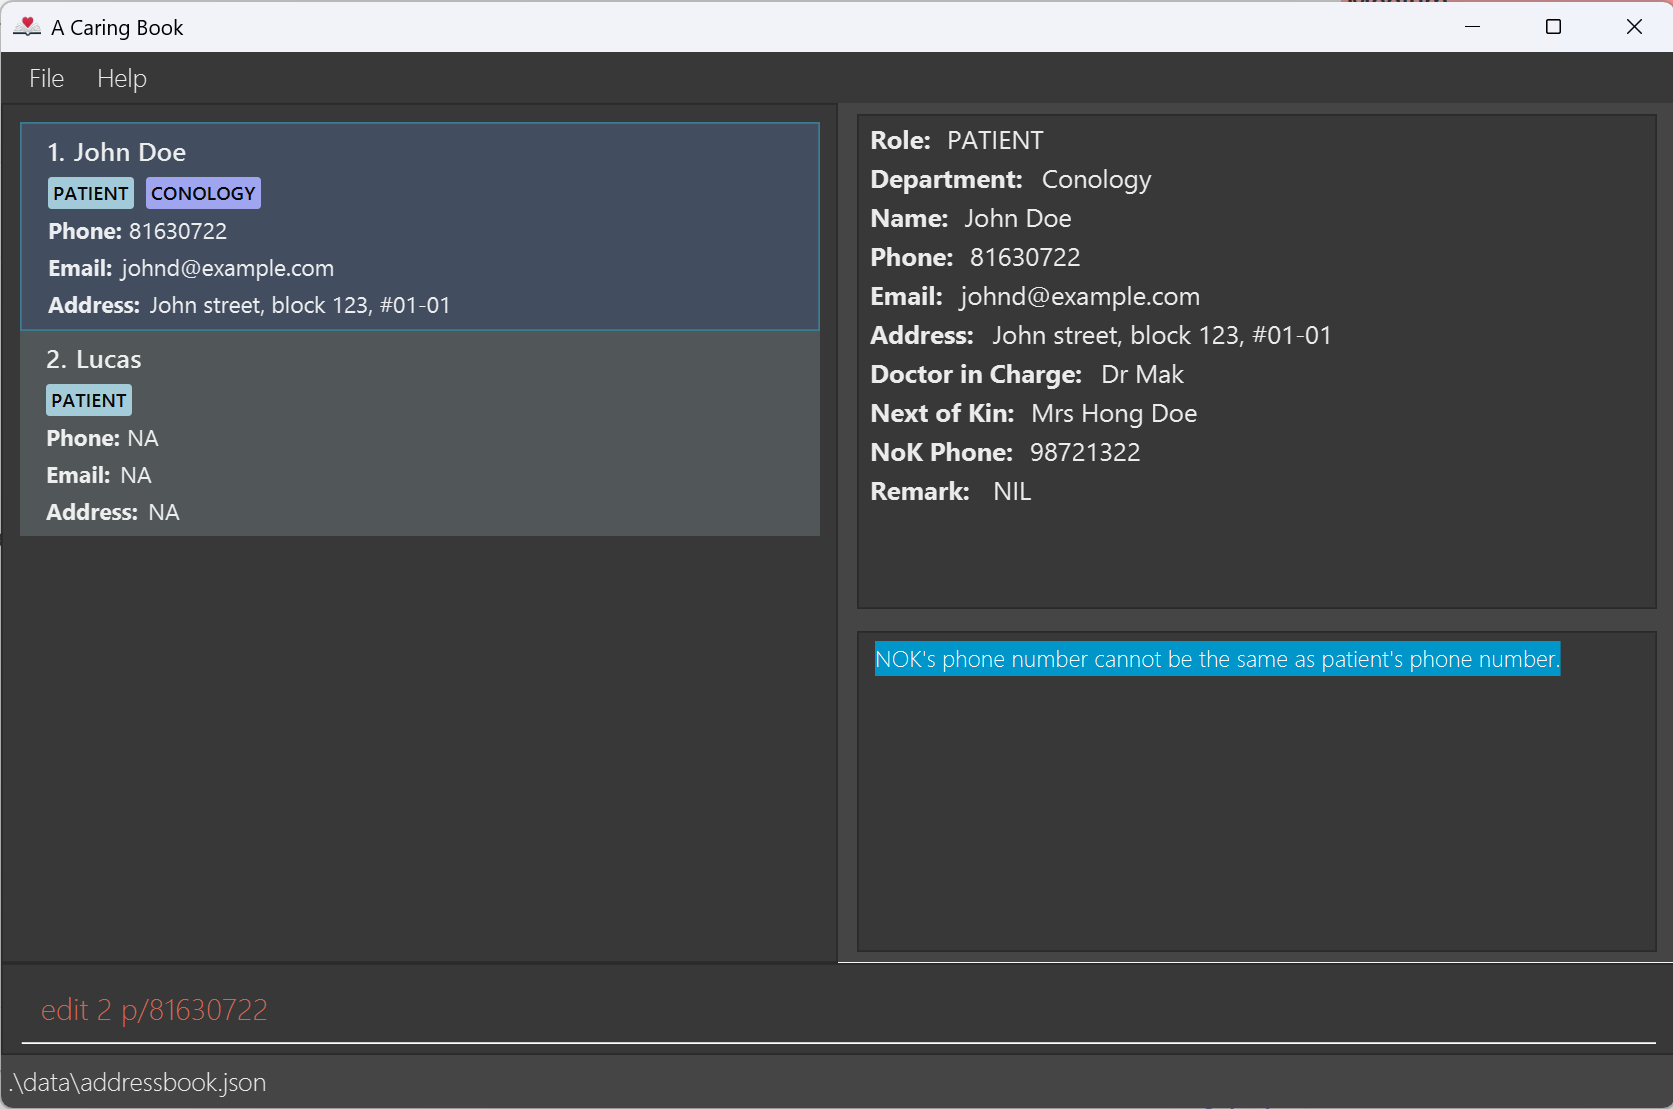 A Caring Book
File Help
1. John Doe
PATIENT CONOLOGY
Phone: 81630722
Email: johnd@example.com
Address: John street, block 123, #01-01
2. Lucas
PATIENT
Phone: NA
Email: NA
Address: NA
Role: PATIENT
Department: Conology
Name: John Doe
Phone: 81630722
Email: johnd@example.com
Address: John street, block 123, #01-01
Doctor in Charge: Dr Mak
Next of Kin: Mrs Hong Doe
NoK Phone: 98721322
Remark: NIL
NOK's phone number cannot be the same as patient's phone number.
edit 2 p/81630722
.\data\addressbook.json